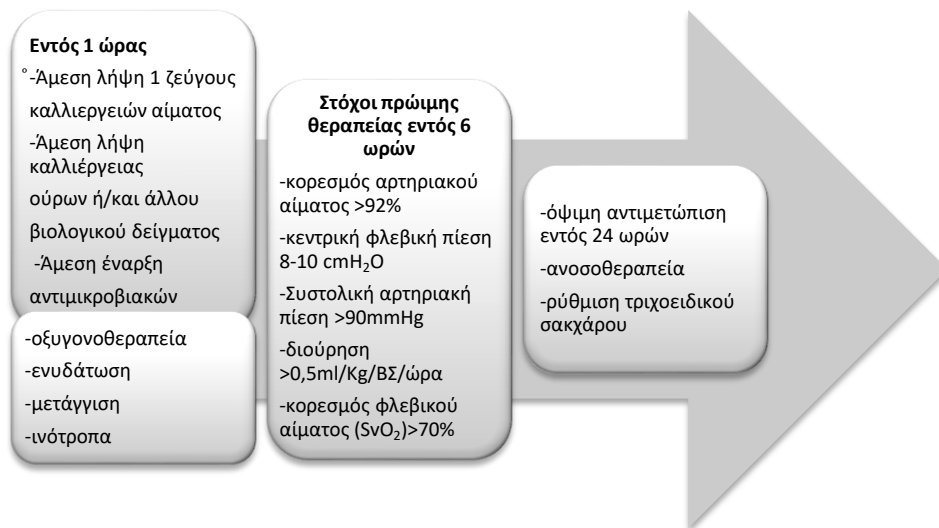 Εντός 1 ώρας
°-Άμεση λήψη 1 ζεύγους
καλλιεργειών αίματος
-Άμεση λήψη
καλλιέργειας
ούρων ή/και άλλου
βιολογικού δείγματος
-Άμεση έναρξη
αντιμικροβιακών
-οξυγονοθεραπεία
-ενυδάτωση
-μετάγγιση
-ινότροπα
Στόχοι πρώιμης
θεραπείας εντός 6
ωρών
-κορεσμός αρτηριακού
αίματος >92%
-κεντρική φλεβική πίεση
8-10 cmH₂O
-Συστολική αρτηριακή
πίεση >90mmHg
-διούρηση
>0,5ml/Kg/ΒΣ/ώρα
-κορεσμός φλεβικού
αίματος (SvO₂)>70%
-όψιμη αντιμετώπιση
εντός 24 ωρών
-ανοσοθεραπεία
-ρύθμιση τριχοειδικού
σακχάρου